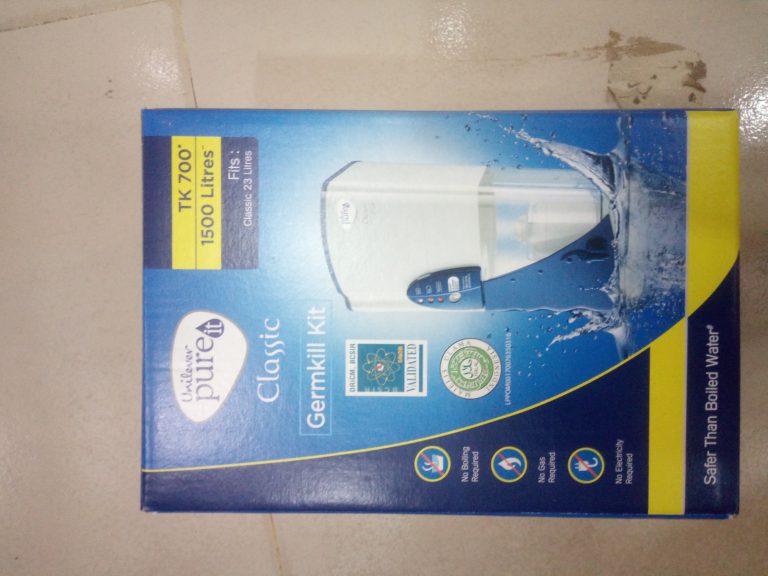 TK 700*
1500 Litres~
Fits :
Classic 23 Litres
Unilever
pureit
Classic
Germkill Kit
DRICM, BCSIR
VALIDATED
No Boiling
Required
No Gas
Required
No Electricity
Required
Safer Than Boiled Water#